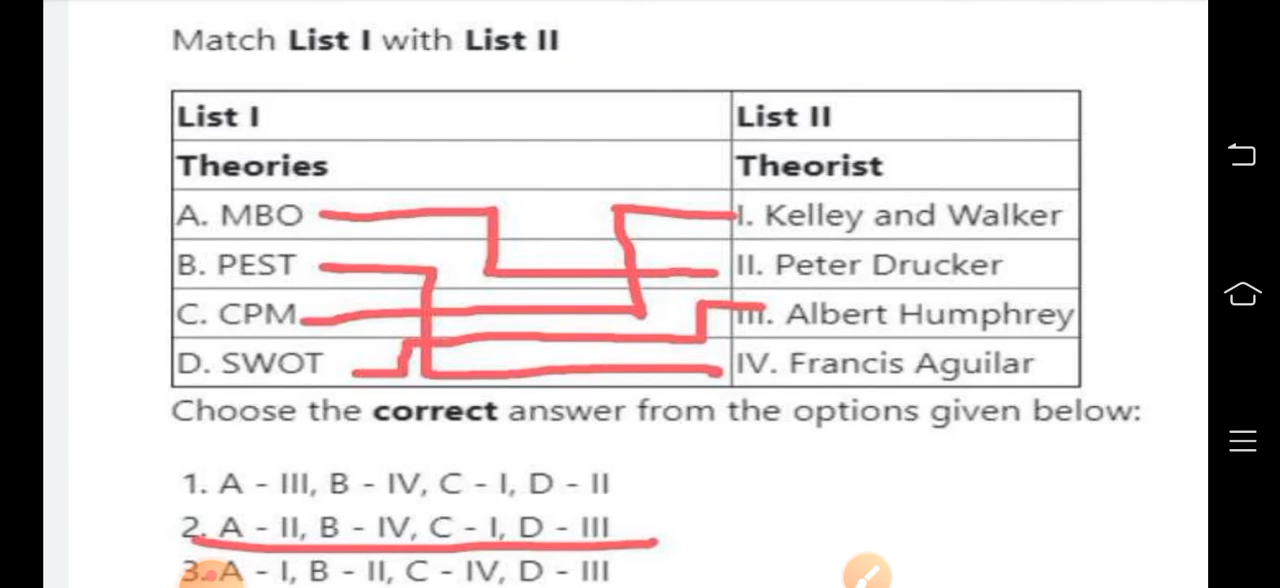 Match List I with List II
List I List II
Theories Theorist
A. MBO I. Kelley and Walker
B. PEST II. Peter Drucker
C. CPM III. Albert Humphrey
D. SWOT IV. Francis Aguilar
Choose the correct answer from the options given below:
1. A - III, B - IV, C - I, D - II
2. A - II, B - IV, C - I, D - III
3. A - I, B - II, C - IV, D - III